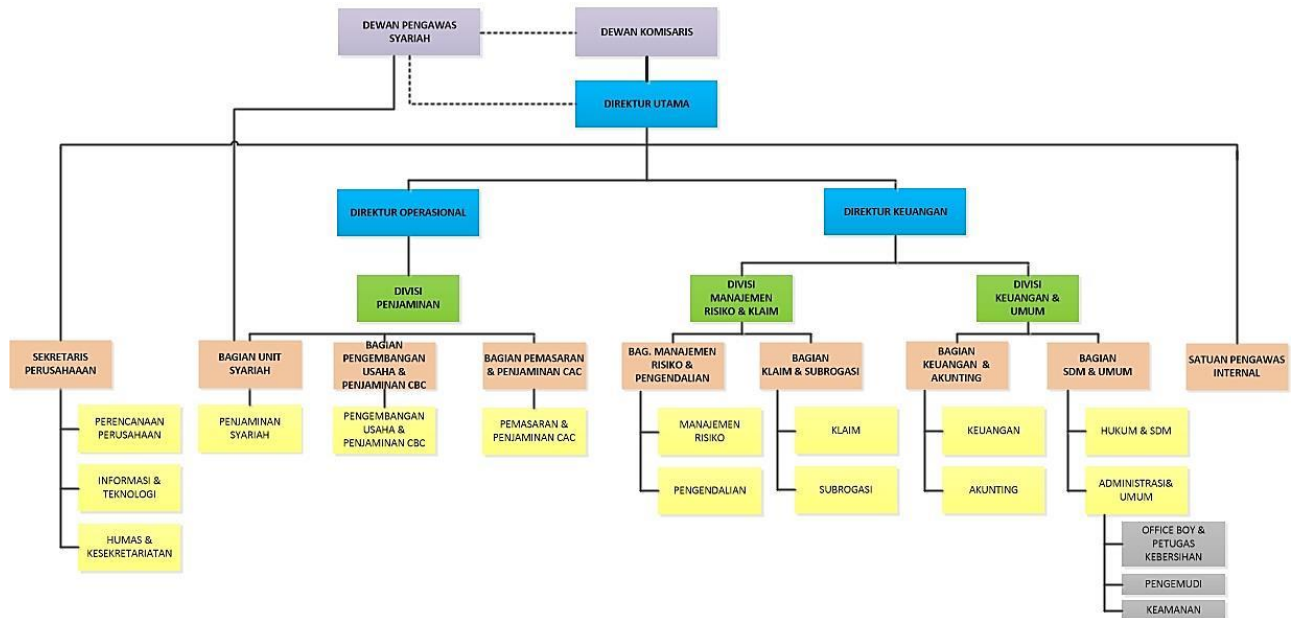 DEWAN PENGAWAS
SYARIAH
DEWAN KOMISARIS
DIREKTUR UTAMA
DIREKTUR OPERASIONAL
DIREKTUR KEUANGAN
DIVISI
PENJAMINAN
DIVISI
MANAJEMEN
RISIKO & KLAIM
DIVISI
KEUANGAN &
UMUM
SEKRETARIS
PERUSAHAAAN
BAGIAN UNIT
SYARIAH
BAGIAN
PENGEMBANGAN
USAHA &
PENJAMINAN CBC
BAGIAN PEMASARAN
& PENJAMINAN CAC
BAG. MANAJEMEN
RISIKO &
PENGENDALIAN
BAGIAN
KLAIM & SUBROGASI
BAGIAN
KEUANGAN &
AKUNTING
BAGIAN
SDM & UMUM
SATUAN PENGAWAS
INTERNAL
PERENCANAAN
PERUSAHAAN
PENJAMINAN
SYARIAH
PENGEMBANGAN
USAHA &
PENJAMINAN CBC
PEMASARAN &
PENJAMINAN CAC
MANAJEMEN
RISIKO
KLAIM
KEUANGAN
HUKUM & SDM
INFORMASI &
TEKNOLOGI
PENGENDALIAN
SUBROGASI
AKUNTING
ADMINISTRASI&
UMUM
HUMAS &
KESEKRETARIATAN
OFFICE BOY &
PETUGAS
KEBERSIHAN
PENGEMUDI
KEAMANAN